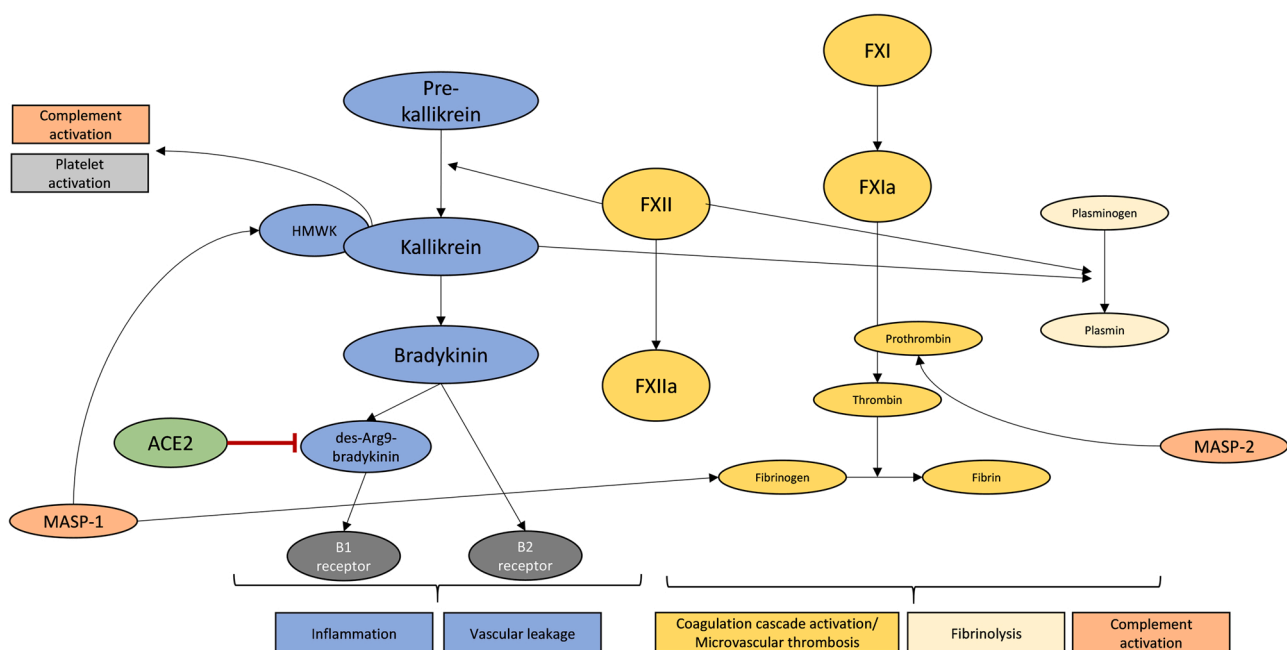 FXI
Pre-
kallikrein
Complement
activation
Platelet
activation
FXIa
FXII
Plasminogen
HMWK
Kallikrein
Plasmin
Prothrombin
Bradykinin
FXIIa
Thrombin
des-Arg9-
bradykinin
ACE2
MASP-2
Fibrinogen
Fibrin
MASP-1
B1
receptor
B2
receptor
Inflammation
Vascular leakage
Coagulation cascade activation/
Microvascular thrombosis
Fibrinolysis
Complement
activation